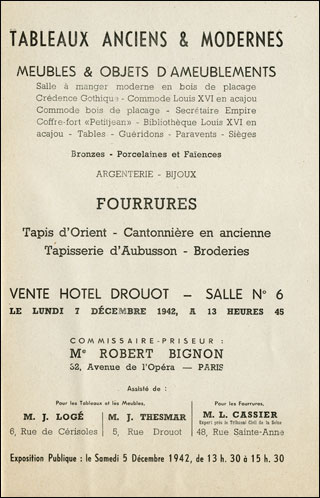 TABLEAUX ANCIENS & MODERNES
MEUBLES & OBJETS D AMEUBLEMENTS
Salle à manger moderne en bois de placage
Crédence Gothique - Commode Louis XVI en acajou
Commode bois de placage - Secrétaire Empire
Coffre-fort «Petitjean» - Bibliothèque Louis XVI en
acajou - Tables - Guéridons - Paravents - Sièges
Bronzes - Porcelaines et Faiences
ARGENTERIE - BIJOUX
FOURRURES
Tapis d'Orient - Cantonnière en ancienne
Tapisserie d'Aubusson - Broderies
VENTE HOTEL DROUOT — SALLE No 6
LE LUNDI 7 DÉCEMBRE 1942, A 13 HEURES 45
COMMISSAIRE-PRISEUR :
Me ROBERT BIGNON
32, Avenue de l'Opéra — PARIS
Assisté de :
Pour les Tableaux et les Meubles,
M. J. LOGÉ
6, Rue de Cérisoles
M. J. THESMAR
5, Rue Drouot
Pour les Fourrures,
M. L. CASSIER
Expert près le Tribunal Civil de la Seine
48, Rue Sainte-Anne
Exposition Publique : le Samedi 5 Décembre 1942, de 13 h. 30 à 15 h. 30